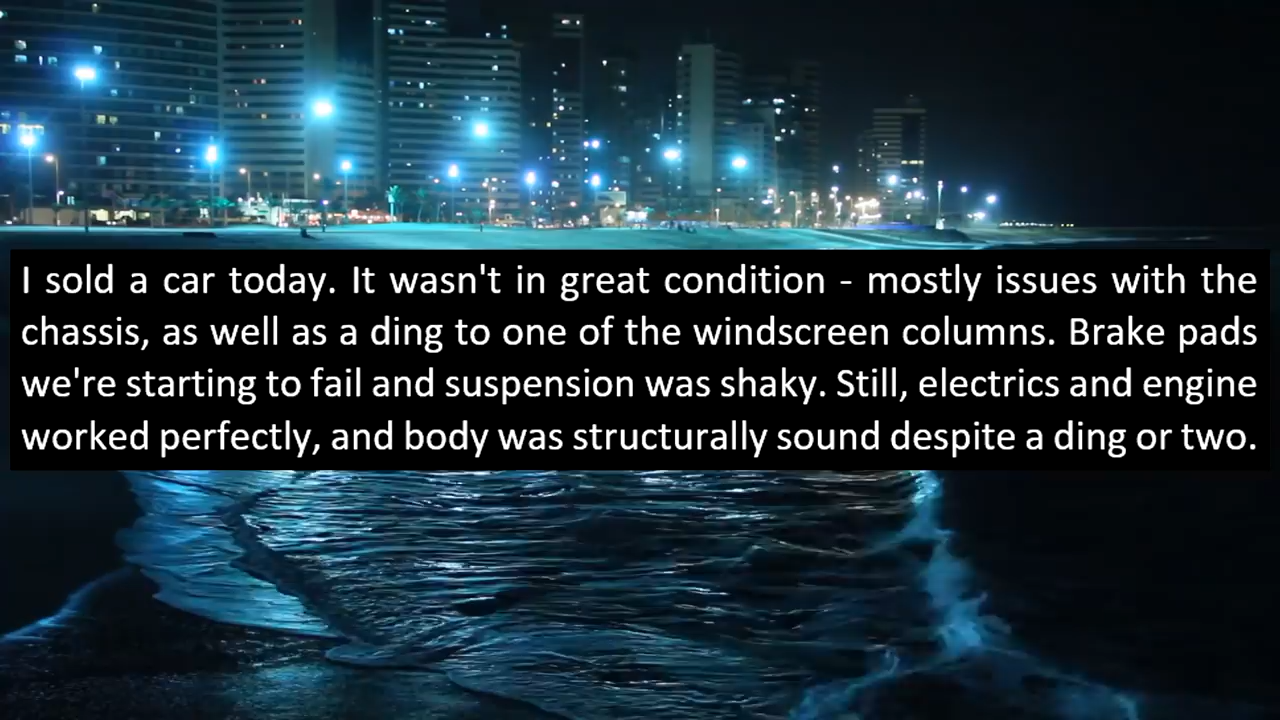 I sold a car today. It wasn't in great condition - mostly issues with the
chassis, as well as a ding to one of the windscreen columns. Brake pads
we're starting to fail and suspension was shaky. Still, electrics and engine
worked perfectly, and body was structurally sound despite a ding or two.